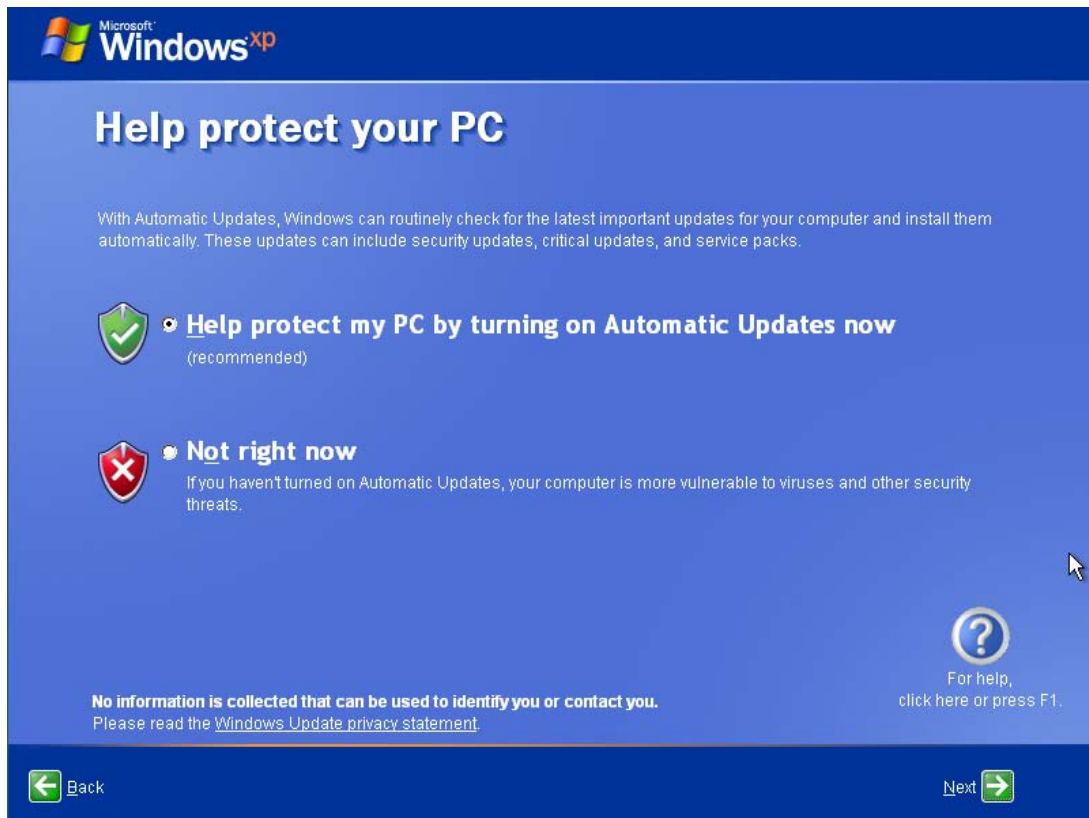 Microsoft®
Windows xp
Help protect your PC
With Automatic Updates, Windows can routinely check for the latest important updates for your computer and install them
automatically. These updates can include security updates, critical updates, and service packs.
Help protect my PC by turning on Automatic Updates now
(recommended)
Not right now
If you haven't turned on Automatic Updates, your computer is more vulnerable to viruses and other security
threats.
For help,
click here or press F1.
No information is collected that can be used to identify you or contact you.
Please read the Windows Update privacy statement.
Back
Next